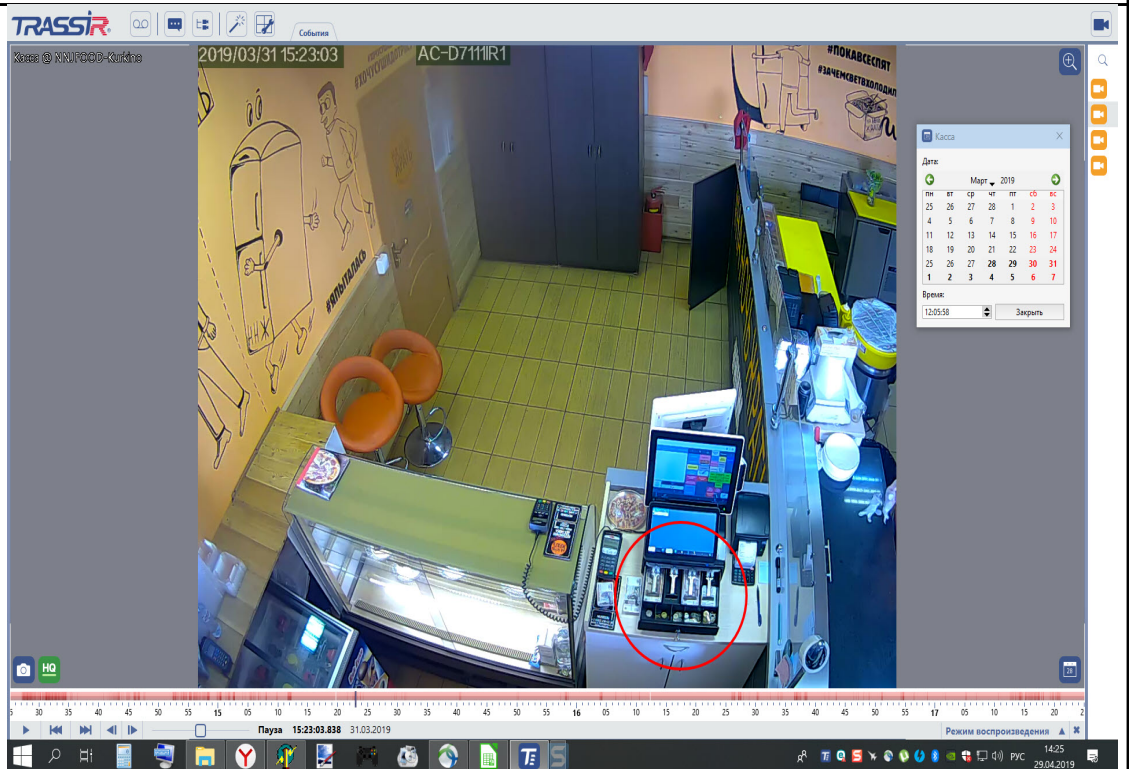 TRASSIR
События
Касса @ NNJFOOD-Kurkino
2019/03/31 15:23:03
AC-D7111IR1
#ПОКАВСЕСПЯТ
#ЗАЧЕМСВЕТВХОЛОДИЛ
#ЯПЫТАЛАСЬ
Касса
Дата:
Март 2019
пн вт ср чт пт сб вс
25 26 27 28 1 2 3
4 5 6 7 8 9 10
11 12 13 14 15 16 17
18 19 20 21 22 23 24
25 26 27 28 29 30 31
1 2 3 4 5 6 7
Время:
12:05:58
Закрыть
HQ
28
30 35 40 45 50 55 15 05 10 15 20 25 30 35 40 45 50 55 16 05 10 15 20 25 30 35 40 45 50 55 17 05 10 15 20 2
Пауза 15:23:03.838 31.03.2019
Режим воспроизведения
РУС
14:25
29.04.2019